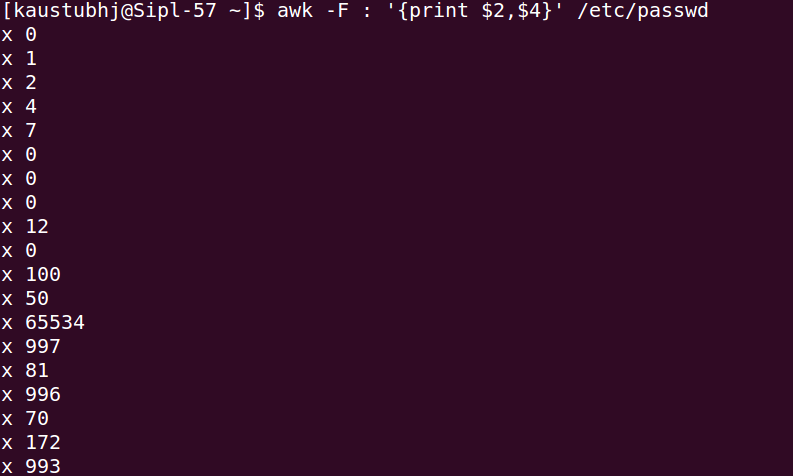 [kaustubhj@Sipl-57 ~]$ awk -F : '{print $2,$4}' /etc/passwd
x 0
x 1
x 2
x 4
x 7
x 0
x 0
x 0
x 12
x 0
x 100
x 50
x 65534
x 997
x 81
x 996
x 70
x 172
x 993